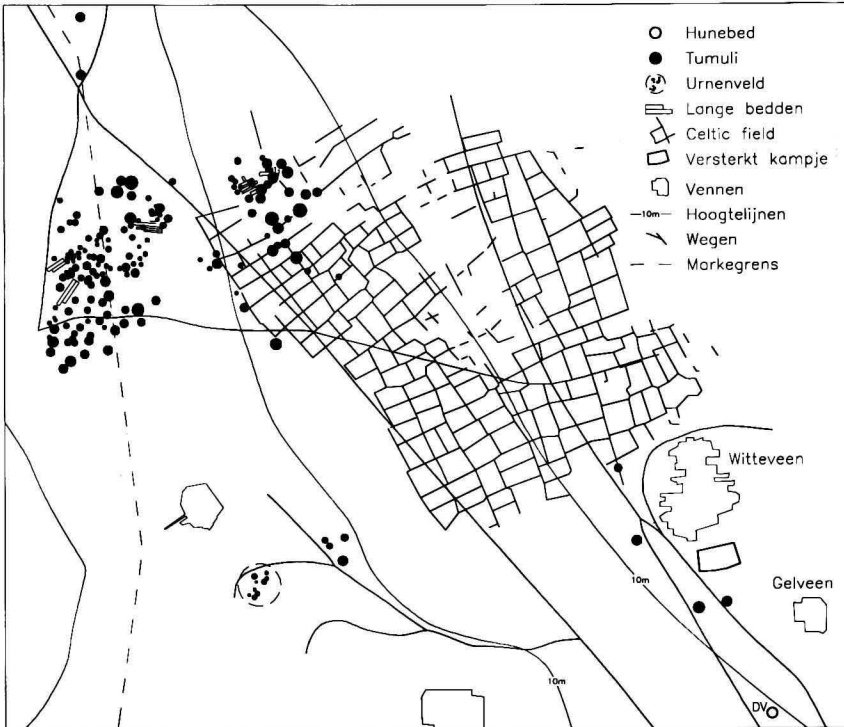 Hunebed
Tumuli
Urnenveld
Lange bedden
Celtic field
Versterkt kampje
Vennen
10m Hoogtelijnen
Wegen
Markegrens
Witteveen
Gelveen
10m
10m
DV